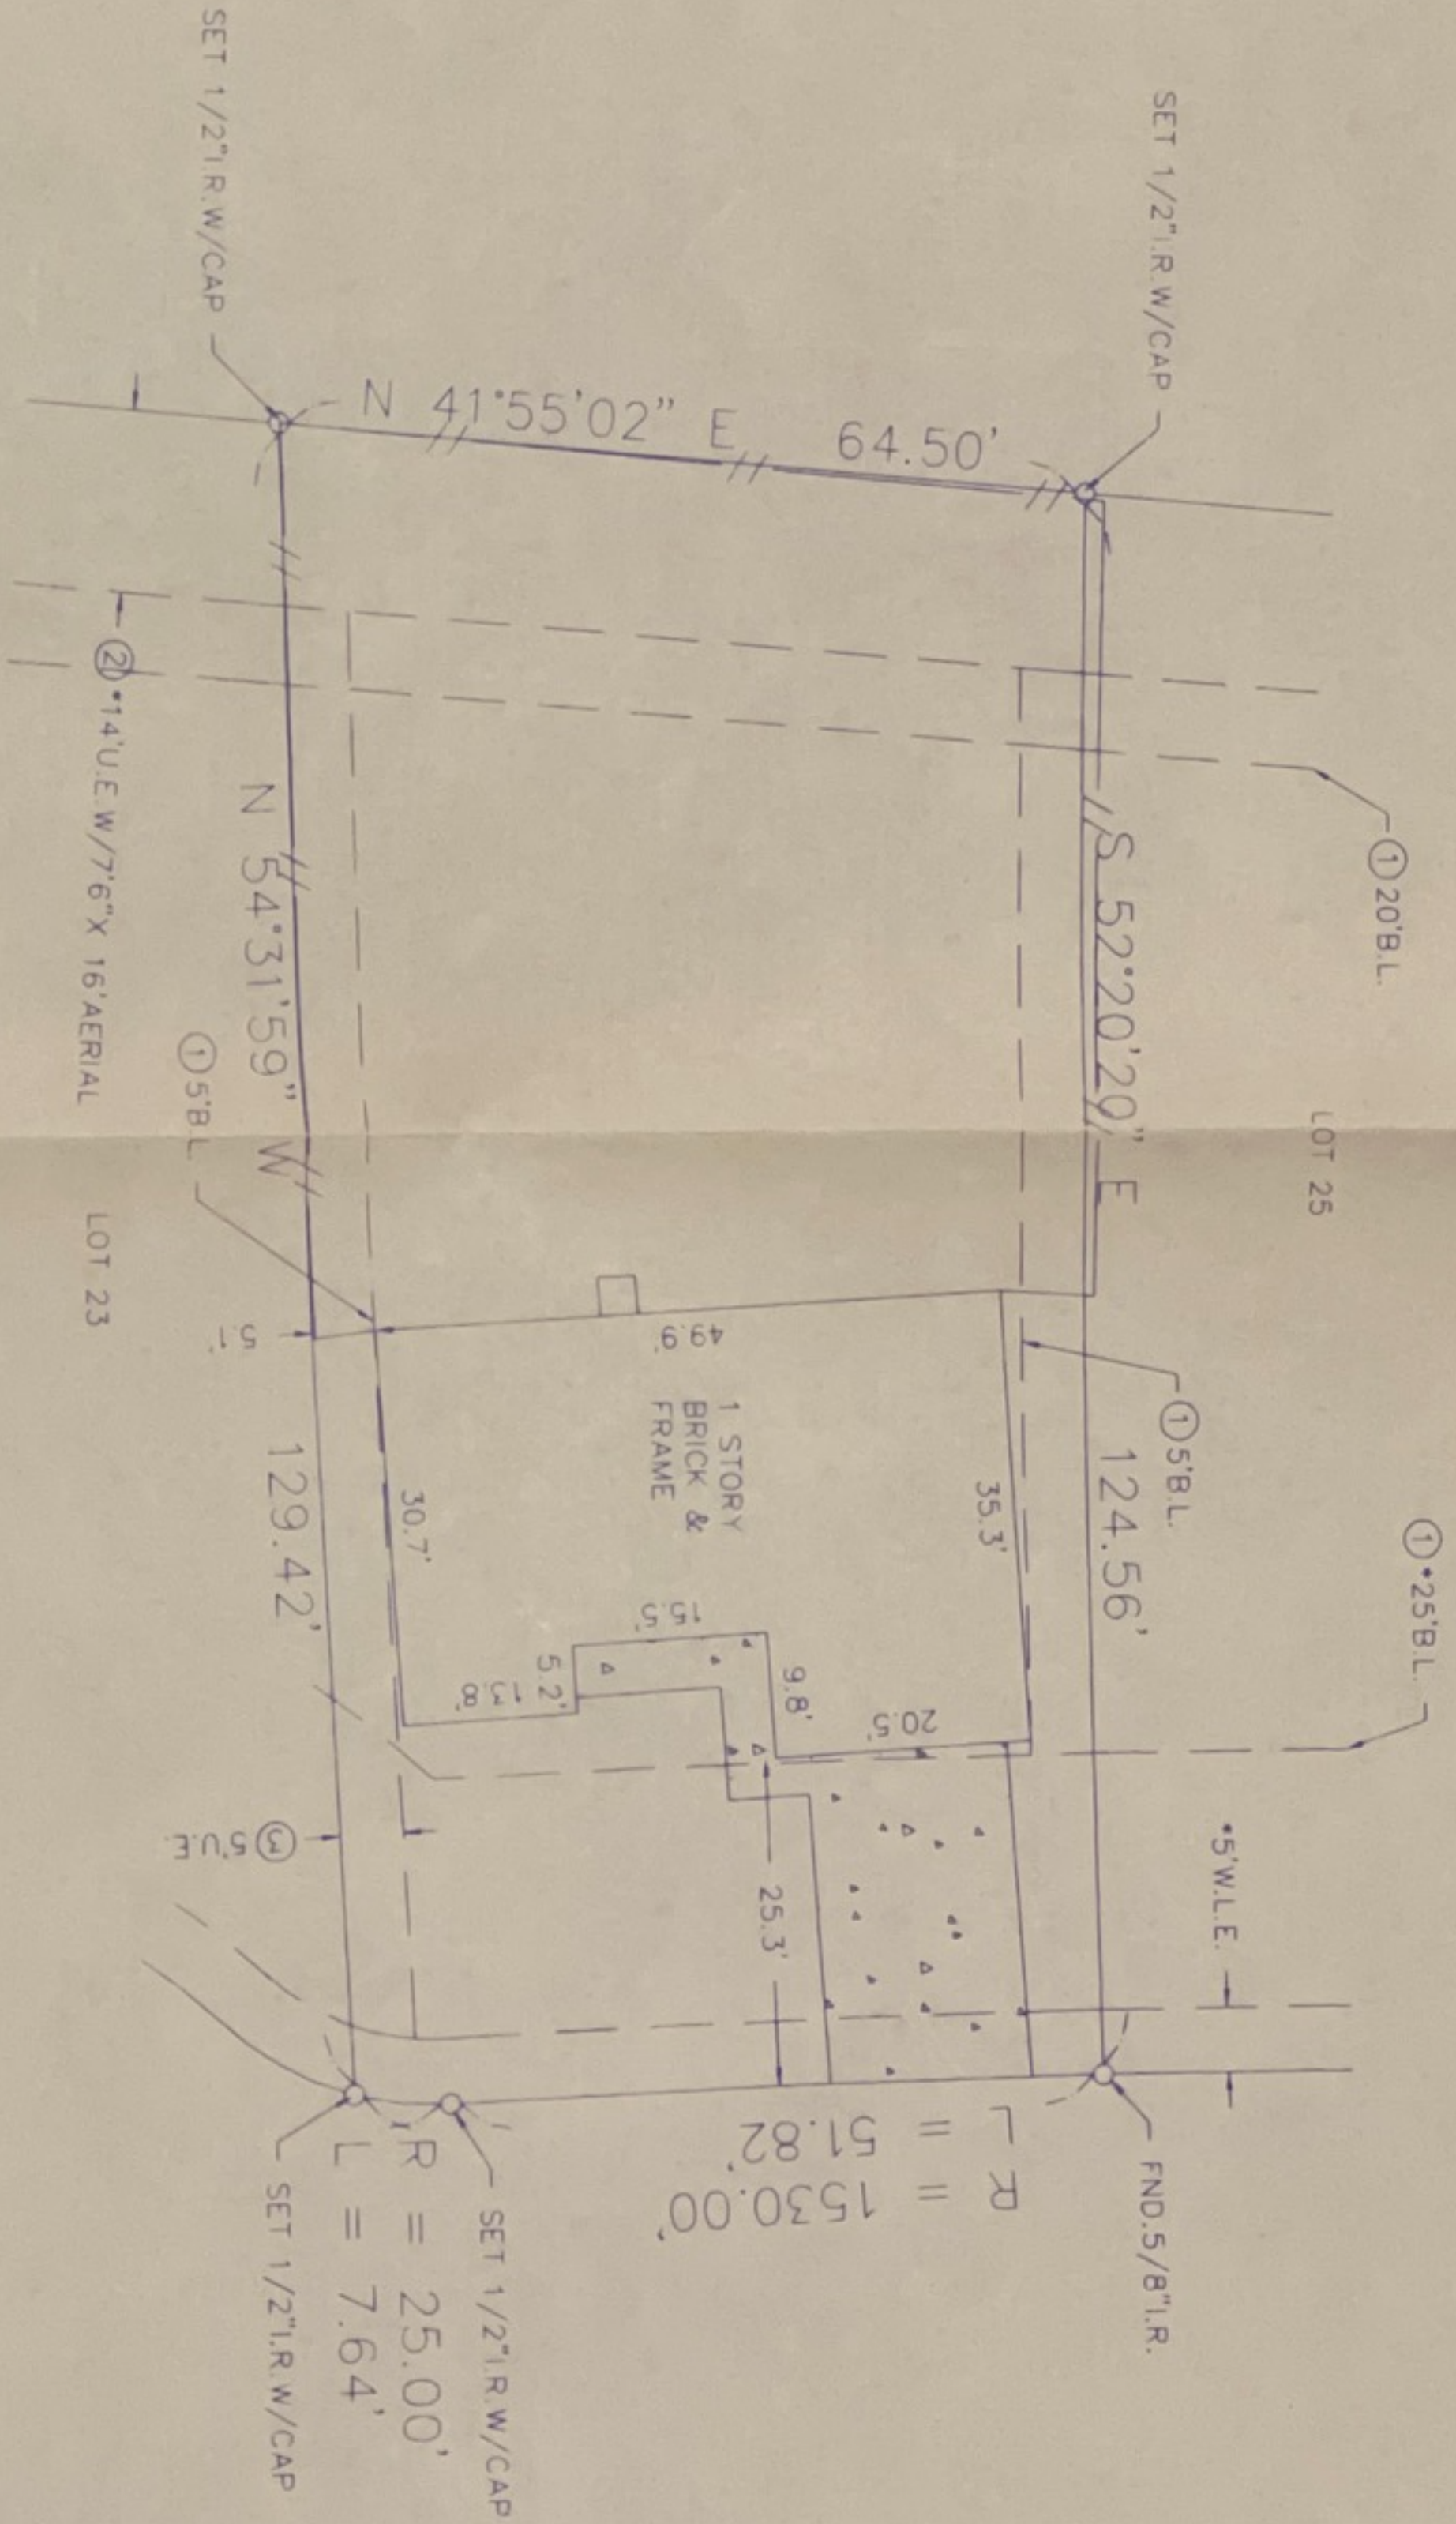 SET 1/2"I.R.W/CAP
SET 1/2"I.R.W/CAP
N 41°55'02" E 64.50'
① 20'B.L.
LOT 25
S 52°20'20" E 124.56'
① 5'B.L.
① *25'B.L.
*5'W.L.E.
FND.5/8"I.R.
② *14'U.E.W/7'6"X 16'AERIAL
LOT 23
N 54°31'59" W 129.42'
① 5'B.L.
5.1'
49.9'
1 STORY
BRICK &
FRAME
35.3'
30.7'
15.5'
5.2'
13.8'
9.8'
20.5'
25.3'
③ 5'U.E.
R = 1530.00'
L = 51.82'
R = 25.00'
L = 7.64'
SET 1/2"I.R.W/CAP
SET 1/2"I.R.W/CAP